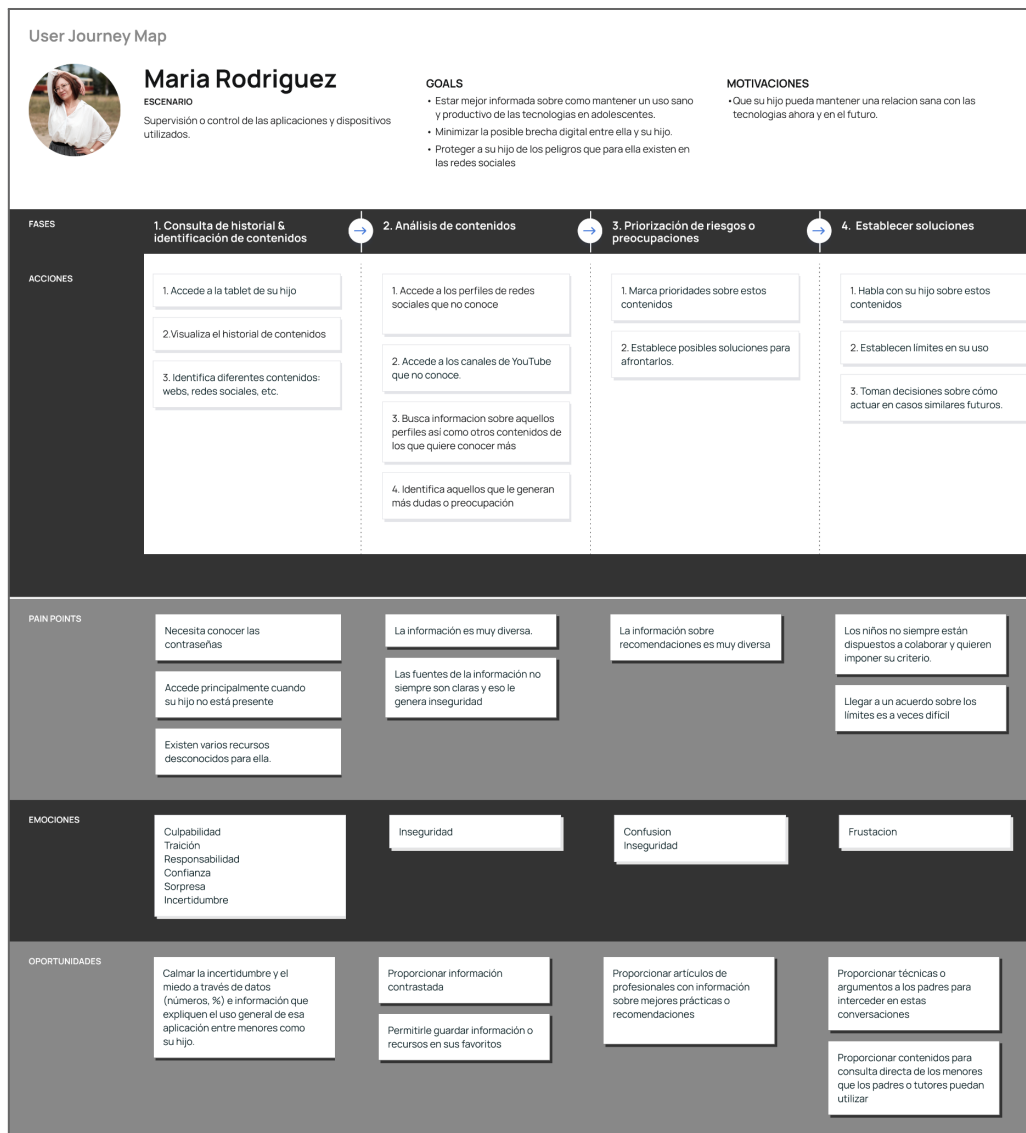 User Journey Map
Maria Rodriguez
ESCENARIO
Supervisión o control de las aplicaciones y dispositivos
utilizados.
GOALS
• Estar mejor informada sobre como mantener un uso sano
y productivo de las tecnologías en adolescentes.
• Minimizar la posible brecha digital entre ella y su hijo.
• Proteger a su hijo de los peligros que para ella existen en
las redes sociales
MOTIVACIONES
•Que su hijo pueda mantener una relacion sana con las
tecnologias ahora y en el futuro.
FASES
1. Consulta de historial &
identificación de contenidos
2. Análisis de contenidos
3. Priorización de riesgos o
preocupaciones
4. Establecer soluciones
ACCIONES
1. Accede a la tablet de su hijo
2.Visualiza el historial de contenidos
3. Identifica diferentes contenidos:
webs, redes sociales, etc.
1. Accede a los perfiles de redes
sociales que no conoce
2. Accede a los canales de YouTube
que no conoce.
3. Busca informacion sobre aquellos
perfiles así como otros contenidos de
los que quiere conocer más
4. Identifica aquellos que le generan
más dudas o preocupación
1. Marca prioridades sobre estos
contenidos
2. Establece posibles soluciones para
afrontarlos.
1. Habla con su hijo sobre estos
contenidos
2. Establecen límites en su uso
3. Toman decisiones sobre cómo
actuar en casos similares futuros.
PAIN POINTS
Necesita conocer las
contraseñas
Accede principalmente cuando
su hijo no está presente
Existen varios recursos
desconocidos para ella.
La información es muy diversa.
Las fuentes de la información no
siempre son claras y eso le
genera inseguridad
La información sobre
recomendaciones es muy diversa
Los niños no siempre están
dispuestos a colaborar y quieren
imponer su criterio.
Llegar a un acuerdo sobre los
límites es a veces difícil
EMOCIONES
Culpabilidad
Traición
Responsabilidad
Confianza
Sorpresa
Incertidumbre
Inseguridad
Confusion
Inseguridad
Frustacion
OPORTUNIDADES
Calmar la incertidumbre y el
miedo a través de datos
(números, %) e información que
expliquen el uso general de esa
aplicación entre menores como
su hijo.
Proporcionar información
contrastada
Permitirle guardar información o
recursos en sus favoritos
Proporcionar artículos de
profesionales con información
sobre mejores prácticas o
recomendaciones
Proporcionar técnicas o
argumentos a los padres para
interceder en estas
conversaciones
Proporcionar contenidos para
consulta directa de los menores
que los padres o tutores puedan
utilizar